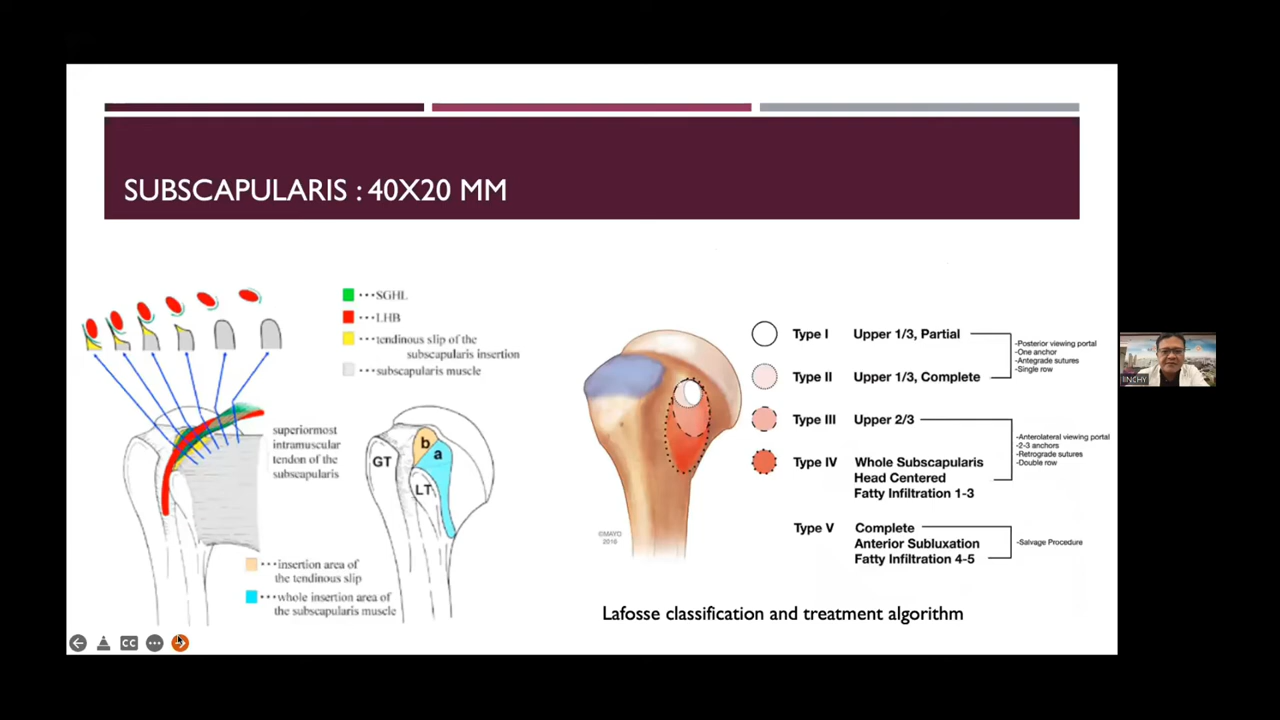 SUBSCAPULARIS : 40X20 MM
•••SGHL
•••LHB
•••tendinous slip of the
subscapularis insertion
•••subscapularis muscle
superiormost
intramuscular
tendon of the
subscapularis
GT
b
a
LT
•••insertion area of
the tendinous slip
•••whole insertion area of
the subscapularis muscle
Type I Upper 1/3, Partial
Type II Upper 1/3, Complete
-Posterior viewing portal
-One anchor
-Antegrade sutures
-Single row
Type III Upper 2/3
Type IV Whole Subscapularis
Head Centered
Fatty Infiltration 1-3
-Anterolateral viewing portal
-2-3 anchors
-Retrograde sutures
-Double row
Type V Complete
Anterior Subluxation
Fatty Infiltration 4-5
-Salvage Procedure
©MAYO
2016
Lafosse classification and treatment algorithm
CC
IINCHY